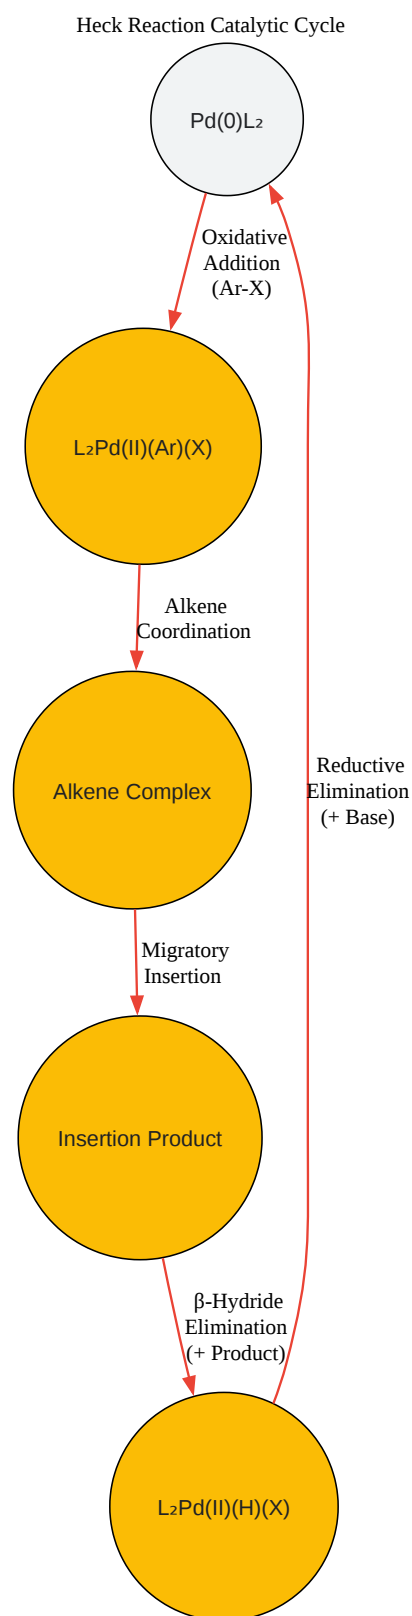 Heck Reaction Catalytic Cycle
Pd(0)L₂
Oxidative
Addition
(Ar-X)
L₂Pd(II)(Ar)(X)
Alkene
Coordination
Alkene Complex
Reductive
Elimination
(+ Base)
Migratory
Insertion
Insertion Product
β-Hydride
Elimination
(+ Product)
L₂Pd(II)(H)(X)